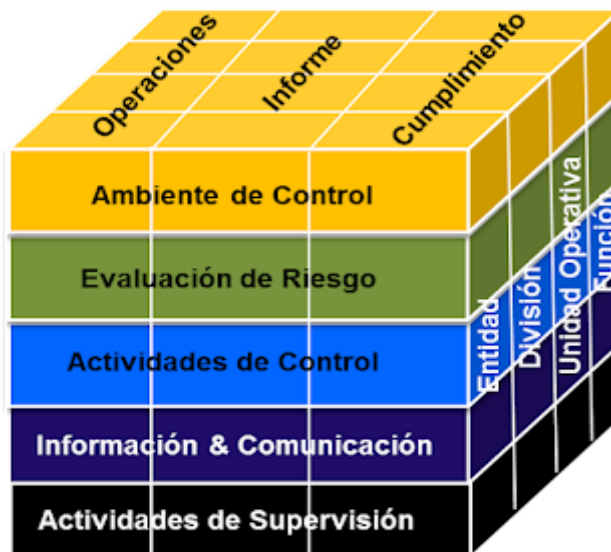 Operaciones
Informe
Cumplimiento
Ambiente de Control
Evaluación de Riesgo
Actividades de Control
Información & Comunicación
Actividades de Supervisión
Entidad
División
Unidad Operativa
Función